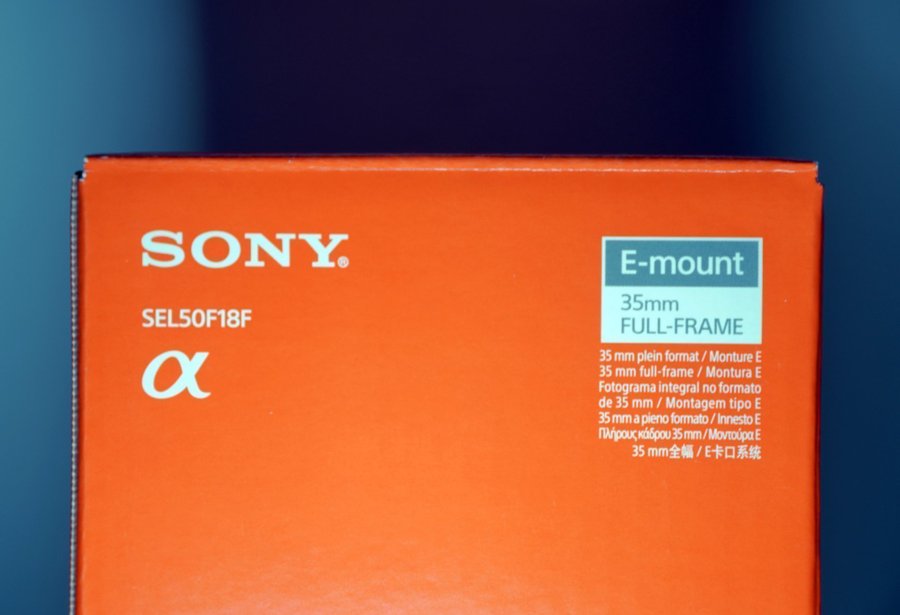 SONY®
SEL50F18F
α
E-mount
35mm
FULL-FRAME
35 mm plein format / Monture E
35 mm full-frame / Montura E
Fotograma integral no formato
de 35 mm / Montagem tipo E
35 mm a pieno formato / Innesto E
Πλήρους κάδρου 35 mm / Μοντούρα E
35 mm全幅 / E卡口系统